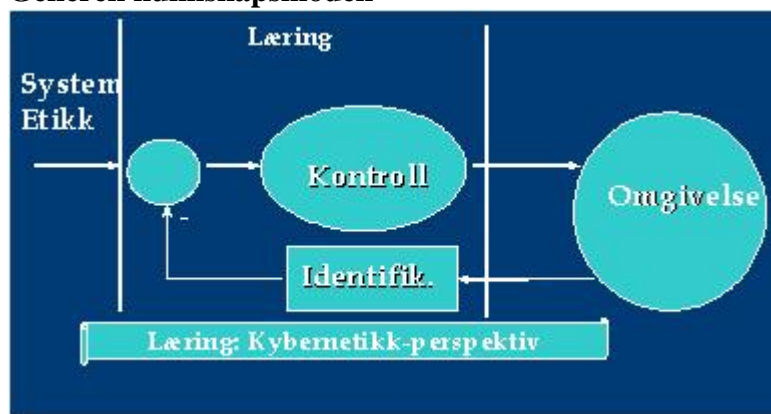 Generell kunnskapsmodell
Læring
System
Etikk
Kontroll
Omgivelse
-
Identifik.
Læring: Kybernetikk-perspektiv